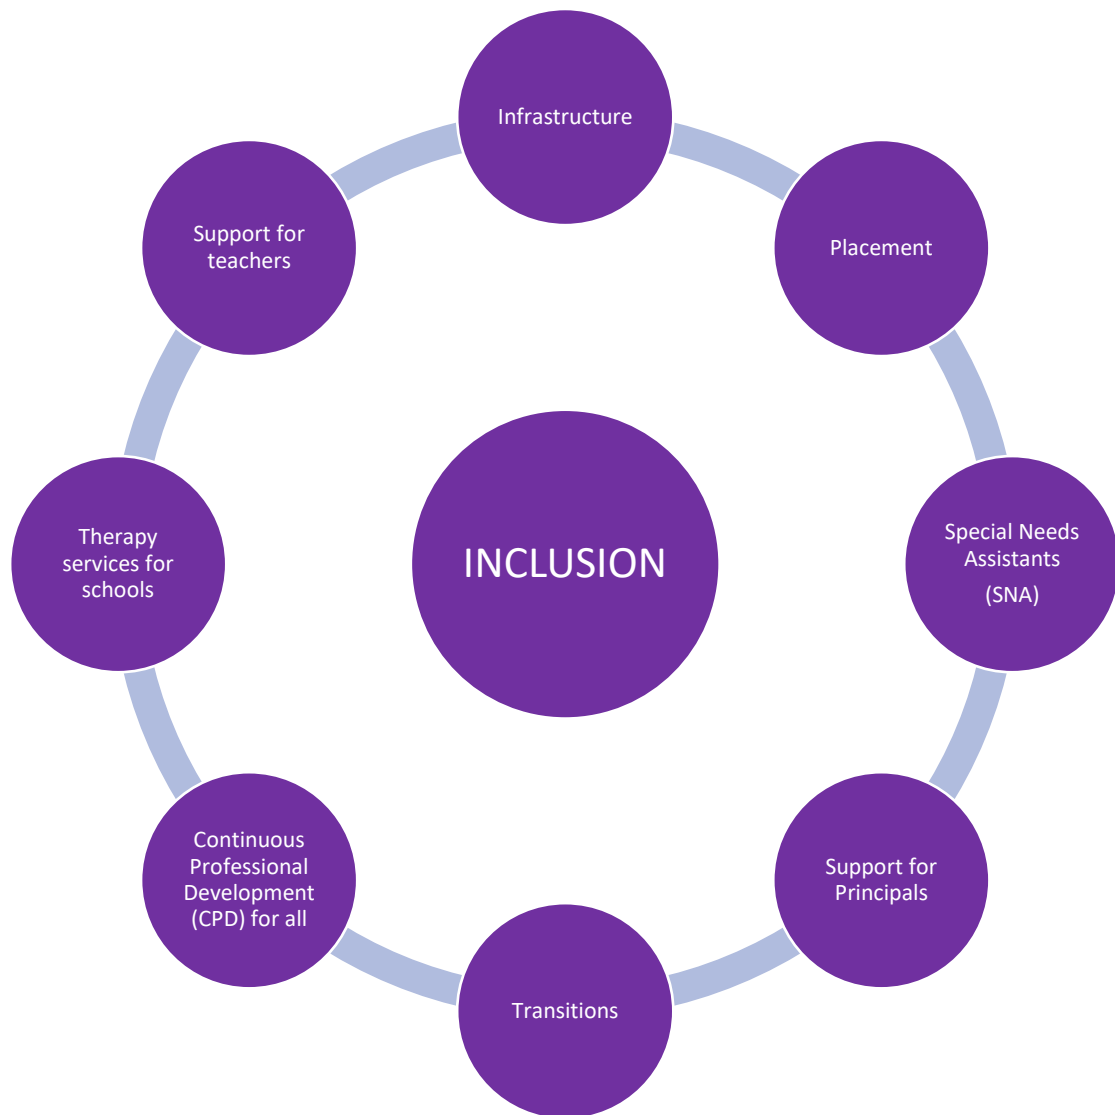 Infrastructure
Placement
Special Needs
Assistants
(SNA)
Support for
Principals
Transitions
Continuous
Professional
Development
(CPD) for all
Therapy
services for
schools
Support for
teachers
INCLUSION